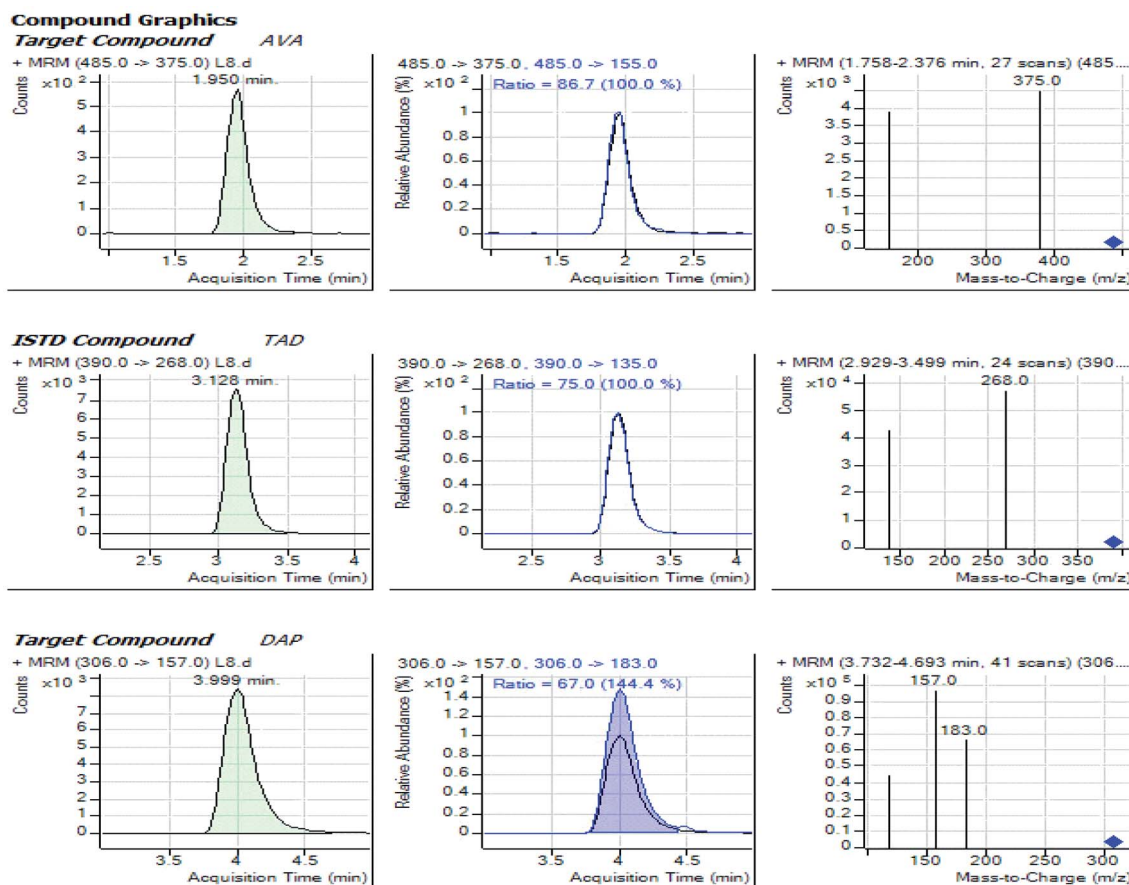 Compound Graphics
Target Compound AVA
+ MRM (485.0 -> 375.0) L8.d
1.950 min.
Counts
x10 2
5
4
3
2
1
0
1.5 2 2.5
Acquisition Time (min)
485.0 -> 375.0, 485.0 -> 155.0
Ratio = 86.7 (100.0 %)
Relative Abundance (%)
x10 2
1
0.8
0.6
0.4
0.2
0
1.5 2 2.5
Acquisition Time (min)
+ MRM (1.758-2.376 min, 27 scans) (485....
375.0
Counts
x10 3
4.5
4
3.5
3
2.5
2
1.5
1
0.5
0
200 300 400
Mass-to-Charge (m/z)
ISTD Compound TAD
+ MRM (390.0 -> 268.0) L8.d
3.128 min.
Counts
x10 3
7
6
5
4
3
2
1
0
2.5 3 3.5 4
Acquisition Time (min)
390.0 -> 268.0, 390.0 -> 135.0
Ratio = 75.0 (100.0 %)
Relative Abundance (%)
x10 2
1
0.8
0.6
0.4
0.2
0
2.5 3 3.5 4
Acquisition Time (min)
+ MRM (2.929-3.499 min, 24 scans) (390....
268.0
Counts
x10 4
5
4
3
2
1
0
150 200 250 300 350
Mass-to-Charge (m/z)
Target Compound DAP
+ MRM (306.0 -> 157.0) L8.d
3.999 min.
Counts
x10 3
7
6
5
4
3
2
1
0
3.5 4 4.5
Acquisition Time (min)
306.0 -> 157.0, 306.0 -> 183.0
Ratio = 67.0 (144.4 %)
Relative Abundance (%)
x10 2
1.4
1.2
1
0.8
0.6
0.4
0.2
0
3.5 4 4.5
Acquisition Time (min)
+ MRM (3.732-4.693 min, 41 scans) (306....
157.0
183.0
Counts
x10 5
0.9
0.8
0.7
0.6
0.5
0.4
0.3
0.2
0.1
0
150 200 250 300
Mass-to-Charge (m/z)